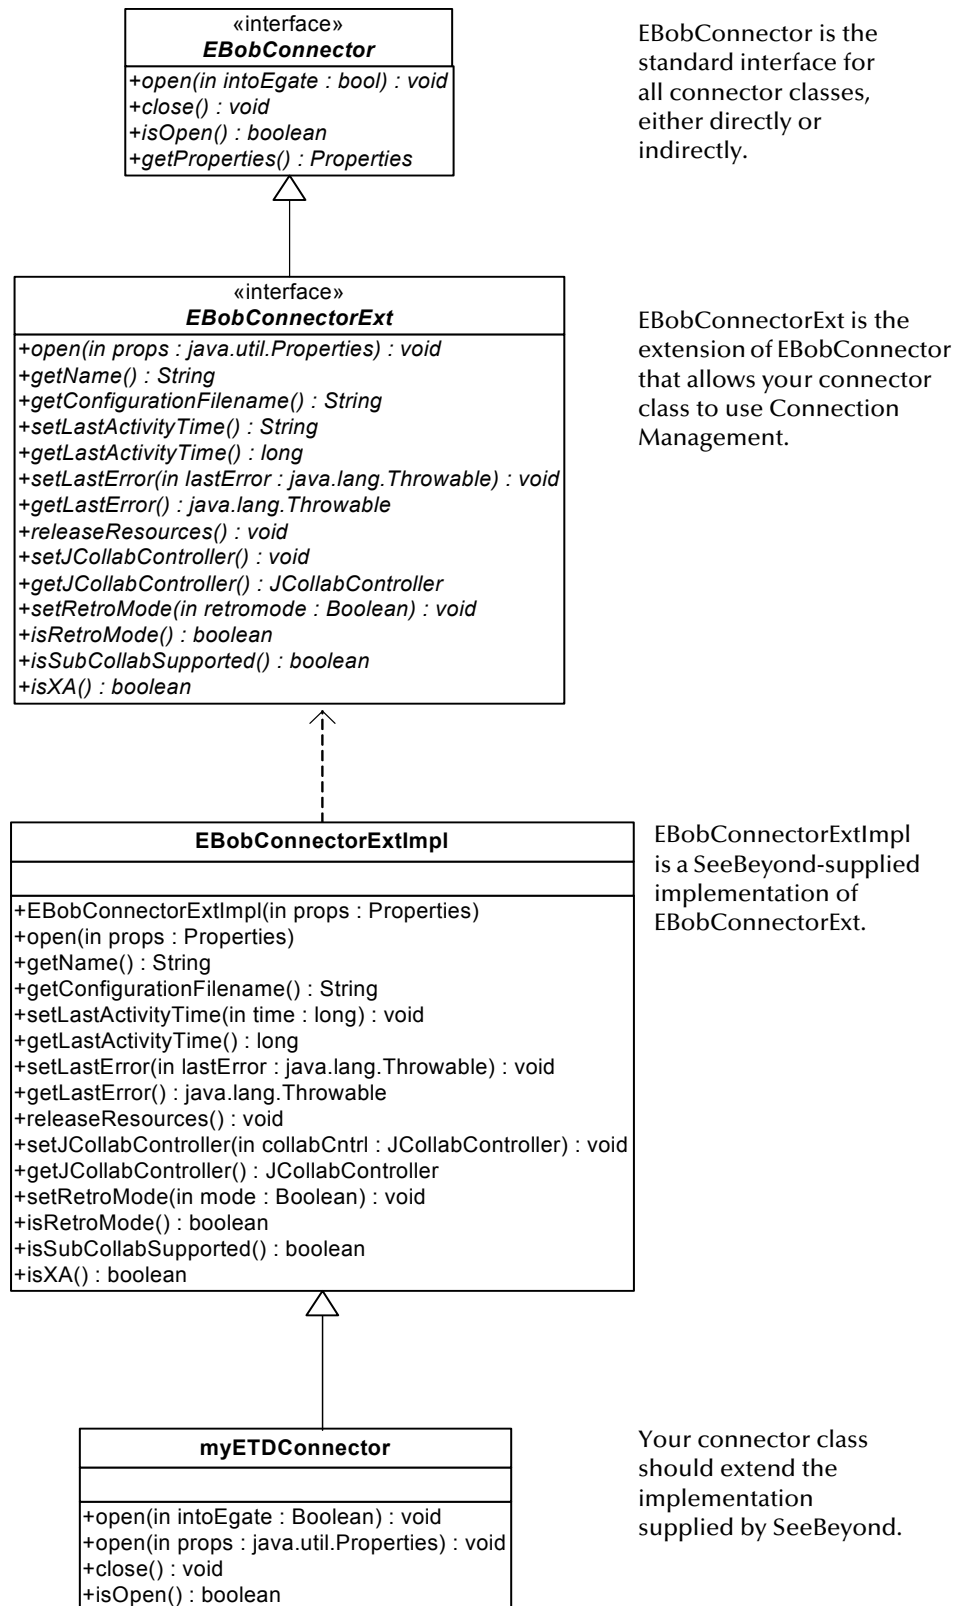 «interface»
EBobConnector
+open(in intoEgate : bool) : void
+close() : void
+isOpen() : boolean
+getProperties() : Properties
EBobConnector is the
standard interface for
all connector classes,
either directly or
indirectly.
«interface»
EBobConnectorExt
+open(in props : java.util.Properties) : void
+getName() : String
+getConfigurationFilename() : String
+setLastActivityTime() : String
+getLastActivityTime() : long
+setLastError(in lastError : java.lang.Throwable) : void
+getLastError() : java.lang.Throwable
+releaseResources() : void
+setJCollabController() : void
+getJCollabController() : JCollabController
+setRetroMode(in retromode : Boolean) : void
+isRetroMode() : boolean
+isSubCollabSupported() : boolean
+isXA() : boolean
EBobConnectorExt is the
extension of EBobConnector
that allows your connector
class to use Connection
Management.
EBobConnectorExtImpl
+EBobConnectorExtImpl(in props : Properties)
+open(in props : Properties)
+getName() : String
+getConfigurationFilename() : String
+setLastActivityTime(in time : long) : void
+getLastActivityTime() : long
+setLastError(in lastError : java.lang.Throwable) : void
+getLastError() : java.lang.Throwable
+releaseResources() : void
+setJCollabController(in collabCntrl : JCollabController) : void
+getJCollabController() : JCollabController
+setRetroMode(in mode : Boolean) : void
+isRetroMode() : boolean
+isSubCollabSupported() : boolean
+isXA() : boolean
EBobConnectorExtImpl
is a SeeBeyond-supplied
implementation of
EBobConnectorExt.
myETDConnector
+open(in intoEgate : Boolean) : void
+open(in props : java.util.Properties) : void
+close() : void
+isOpen() : boolean
Your connector class
should extend the
implementation
supplied by SeeBeyond.